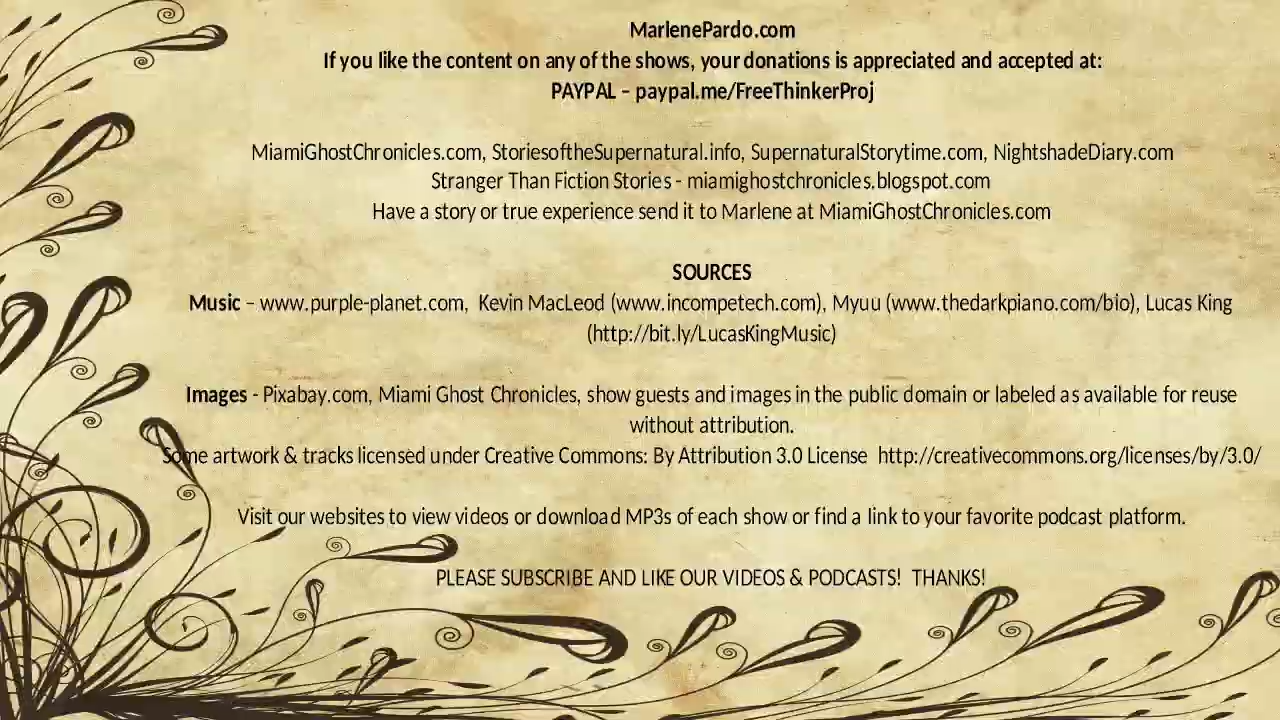 MarlenePardo.com
If you like the content on any of the shows, your donations is appreciated and accepted at:
PAYPAL – paypal.me/FreeThinkerProj
MiamiGhostChronicles.com, StoriesoftheSupernatural.info, SupernaturalStorytime.com, NightshadeDiary.com
Stranger Than Fiction Stories - miamighostchronicles.blogspot.com
Have a story or true experience send it to Marlene at MiamiGhostChronicles.com
SOURCES
Music – www.purple-planet.com, Kevin MacLeod (www.incompetech.com), Myuu (www.thedarkpiano.com/bio), Lucas King
(http://bit.ly/LucasKingMusic)
Images - Pixabay.com, Miami Ghost Chronicles, show guests and images in the public domain or labeled as available for reuse
without attribution.
Some artwork & tracks licensed under Creative Commons: By Attribution 3.0 License http://creativecommons.org/licenses/by/3.0/
Visit our websites to view videos or download MP3s of each show or find a link to your favorite podcast platform.
PLEASE SUBSCRIBE AND LIKE OUR VIDEOS & PODCASTS! THANKS!